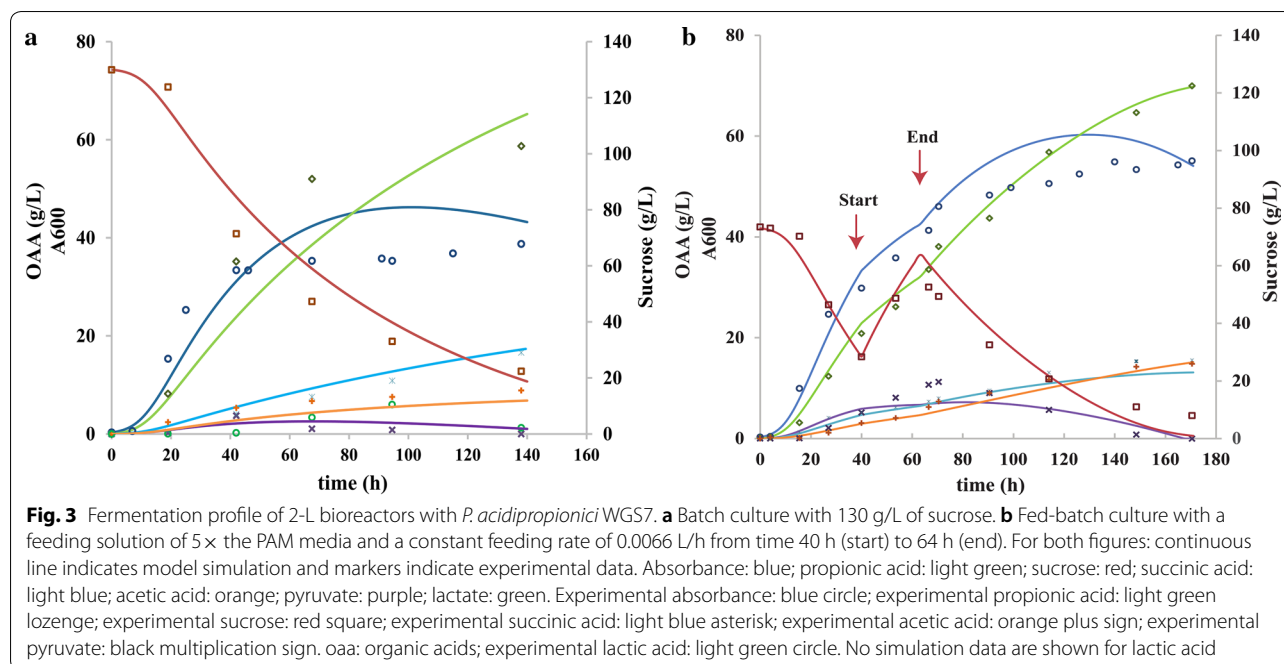 a
80
60
40
20
0
OAA (g/L)
A600
140
120
100
80
60
40
20
0
Sucrose (g/L)
0 20 40 60 80 100 120 140 160
time (h)
b
80
60
40
20
0
OAA (g/L)
A600
Start
End
140
120
100
80
60
40
20
0
Sucrose (g/L)
0 20 40 60 80 100 120 140 160 180
time (h)
Fig. 3 Fermentation profile of 2-L bioreactors with P. acidipropionici WGS7. a Batch culture with 130 g/L of sucrose. b Fed-batch culture with a
feeding solution of 5× the PAM media and a constant feeding rate of 0.0066 L/h from time 40 h (start) to 64 h (end). For both figures: continuous
line indicates model simulation and markers indicate experimental data. Absorbance: blue; propionic acid: light green; sucrose: red; succinic acid:
light blue; acetic acid: orange; pyruvate: purple; lactate: green. Experimental absorbance: blue circle; experimental propionic acid: light green
lozenge; experimental sucrose: red square; experimental succinic acid: light blue asterisk; experimental acetic acid: orange plus sign; experimental
pyruvate: black multiplication sign. oaa: organic acids; experimental lactic acid: light green circle. No simulation data are shown for lactic acid